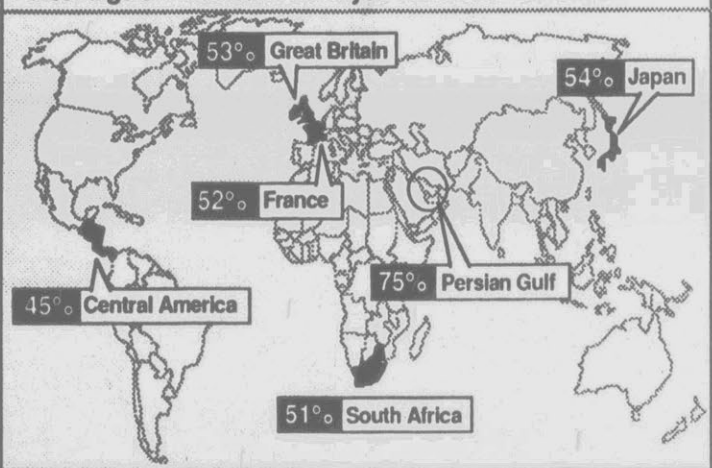 53% Great Britain
54% Japan
52% France
75% Persian Gulf
45% Central America
51% South Africa